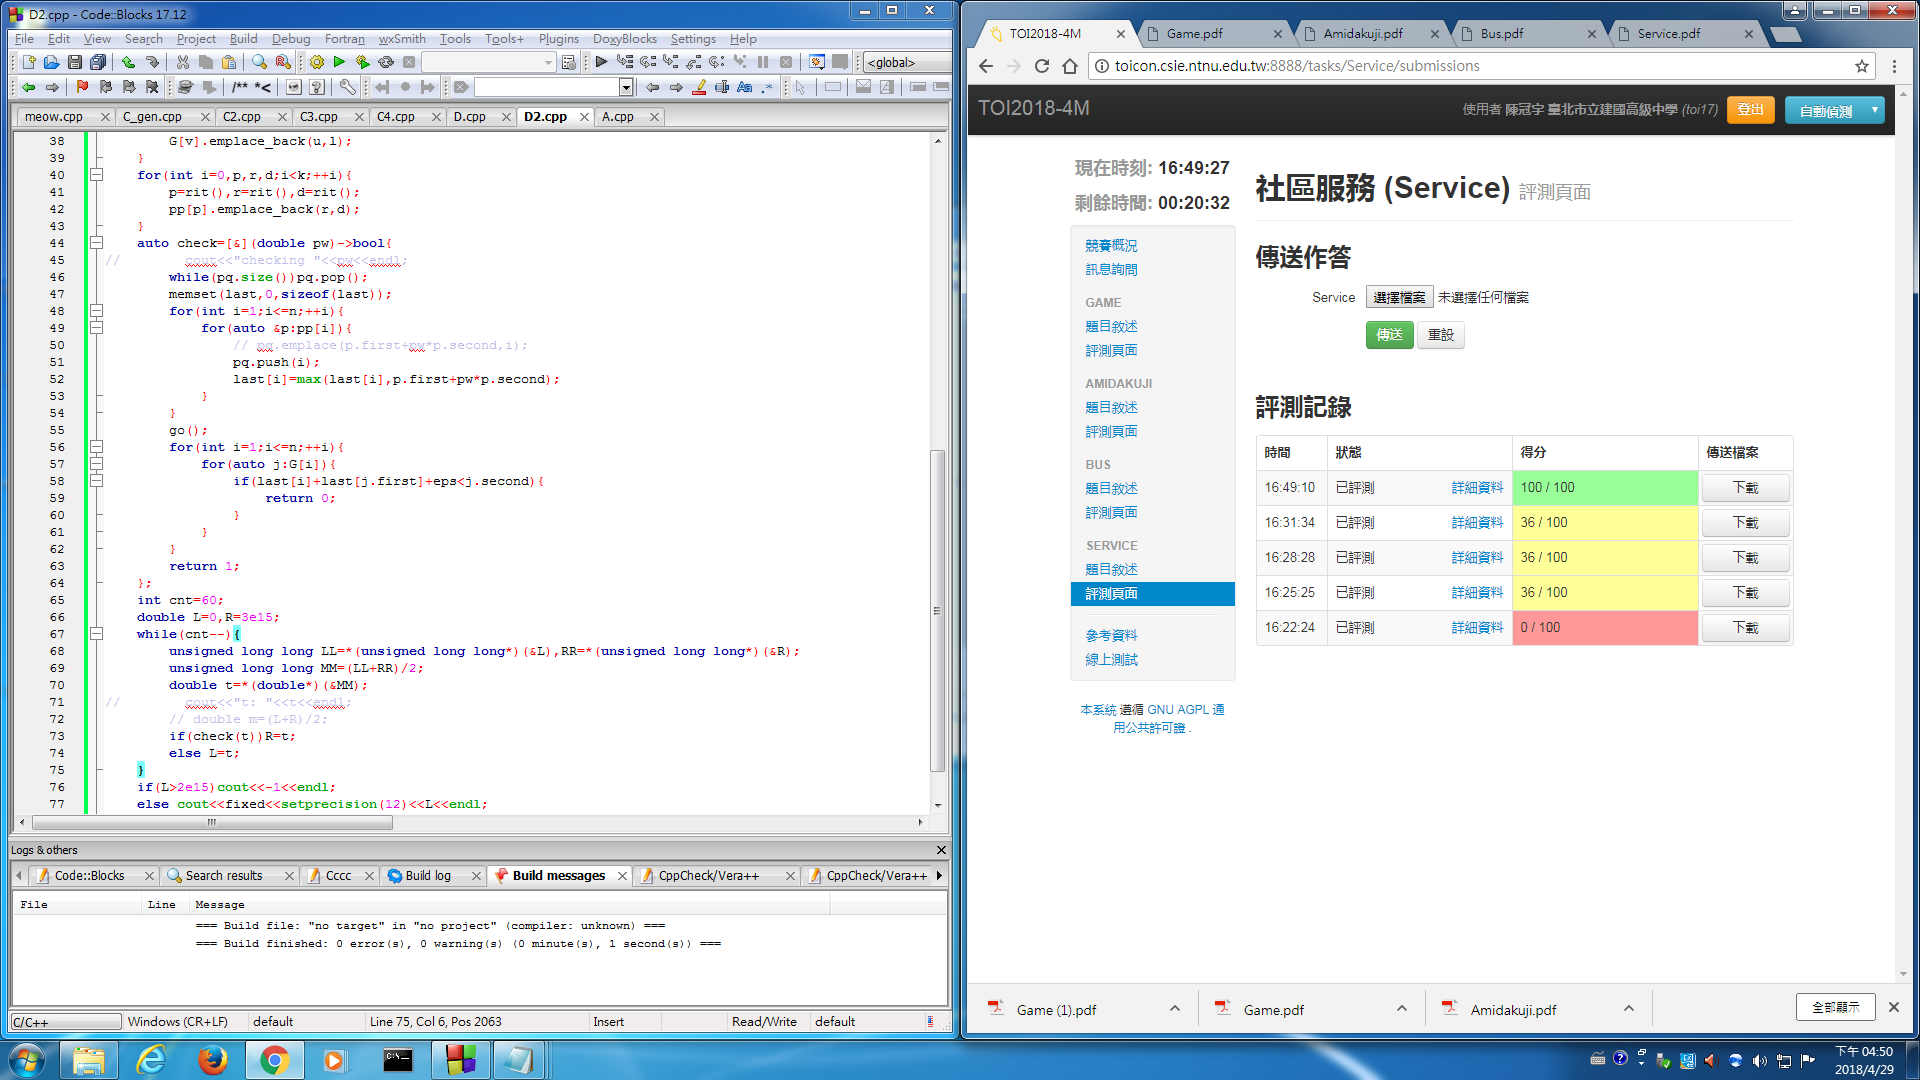 D2.cpp - Code::Blocks 17.12
File Edit View Search Project Build Debug Fortran wxSmith Tools Tools+ Plugins DoxyBlocks Settings Help
<global>
/** *<
meow.cpp C_gen.cpp C2.cpp C3.cpp C4.cpp D.cpp D2.cpp A.cpp
38 G[v].emplace_back(u,l);
39 }
40 for(int i=0,p,r,d;i<k;++i){
41 p=rit(),r=rit(),d=rit();
42 pp[p].emplace_back(r,d);
43 }
44 auto check=[&](double pw)->bool{
45 // cout<<"checking "<<pw<<endl;
46 while(pq.size())pq.pop();
47 memset(last,0,sizeof(last));
48 for(int i=1;i<=n;++i){
49 for(auto &p:pp[i]){
50 // pq.emplace(p.first+pw*p.second,i);
51 pq.push(i);
52 last[i]=max(last[i],p.first+pw*p.second);
53 }
54 }
55 go();
56 for(int i=1;i<=n;++i){
57 for(auto j:G[i]){
58 if(last[i]+last[j.first]+eps<j.second){
59 return 0;
60 }
61 }
62 }
63 return 1;
64 };
65 int cnt=60;
66 double L=0,R=3e15;
67 while(cnt--){
68 unsigned long long LL=*(unsigned long long*)(&L),RR=*(unsigned long long*)(&R);
69 unsigned long long MM=(LL+RR)/2;
70 double t=*(double*)(&MM);
71 // cout<<"t: "<<t<<endl;
72 // double m=(L+R)/2;
73 if(check(t))R=t;
74 else L=t;
75 }
76 if(L>2e15)cout<<-1<<endl;
77 else cout<<fixed<<setprecision(12)<<L<<endl;
Logs & others
Code::Blocks Search results Cccc Build log Build messages CppCheck/Vera++ CppCheck/Vera++
File Line Message
=== Build file: "no target" in "no project" (compiler: unknown) ===
=== Build finished: 0 error(s), 0 warning(s) (0 minute(s), 1 second(s)) ===
C/C++ Windows (CR+LF) default Line 75, Col 6, Pos 2063 Insert Read/Write default
TOI2018-4M Game.pdf Amidakuji.pdf Bus.pdf Service.pdf
toicon.csie.ntnu.edu.tw:8888/tasks/Service/submissions
TOI2018-4M
使用者 陳冠宇 臺北市立建國高級中學 (toi17) 登出 自動偵測
現在時刻: 16:49:27
剩餘時間: 00:20:32
競賽概況
訊息詢問
GAME
題目敘述
評測頁面
AMIDAKUJI
題目敘述
評測頁面
BUS
題目敘述
評測頁面
SERVICE
題目敘述
評測頁面
參考資料
線上測試
本系統 遵循 GNU AGPL 通
用公共許可證 .
社區服務 (Service) 評測頁面
傳送作答
Service 選擇檔案 未選擇任何檔案
傳送 重設
評測記錄
時間 狀態 得分 傳送檔案
16:49:10 已評測 詳細資料 100 / 100 下載
16:31:34 已評測 詳細資料 36 / 100 下載
16:28:28 已評測 詳細資料 36 / 100 下載
16:25:25 已評測 詳細資料 36 / 100 下載
16:22:24 已評測 詳細資料 0 / 100 下載
Game (1).pdf Game.pdf Amidakuji.pdf 全部顯示
下午 04:50
2018/4/29